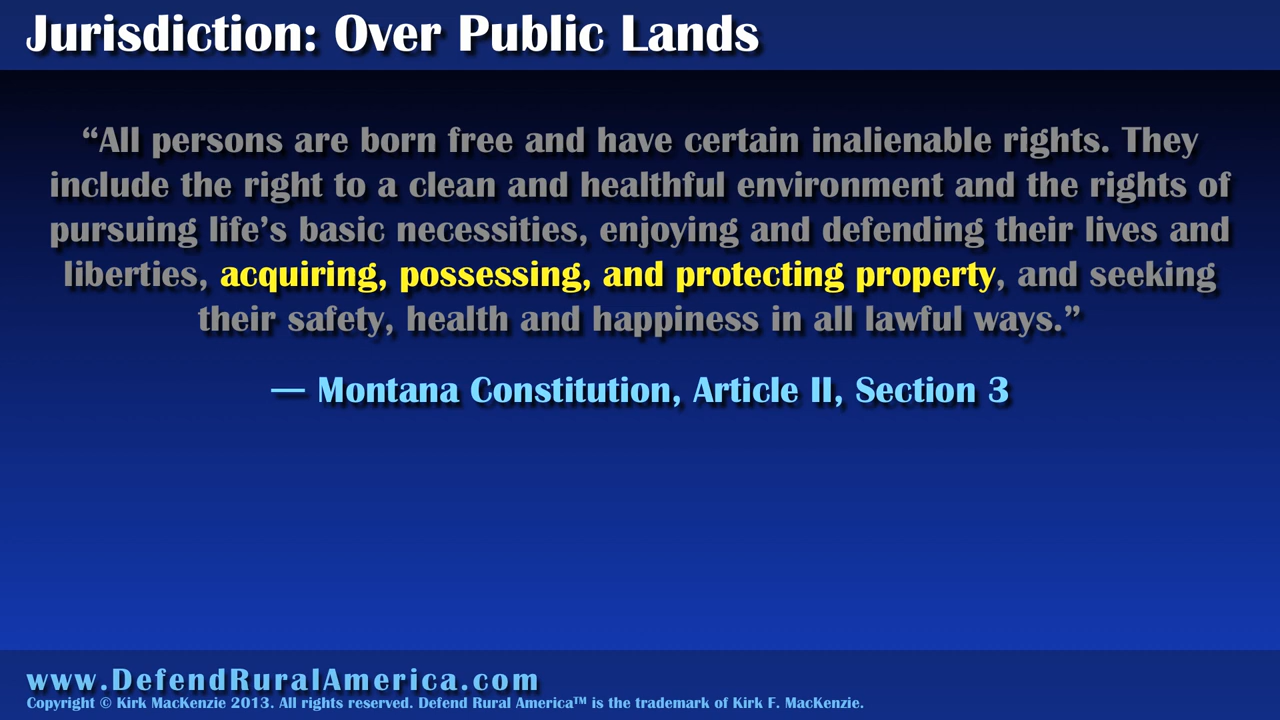 Jurisdiction: Over Public Lands
“All persons are born free and have certain inalienable rights. They
include the right to a clean and healthful environment and the rights of
pursuing life’s basic necessities, enjoying and defending their lives and
liberties, acquiring, possessing, and protecting property, and seeking
their safety, health and happiness in all lawful ways.”
— Montana Constitution, Article II, Section 3
www.DefendRuralAmerica.com
Copyright © Kirk MacKenzie 2013. All rights reserved. Defend Rural America™ is the trademark of Kirk F. MacKenzie.